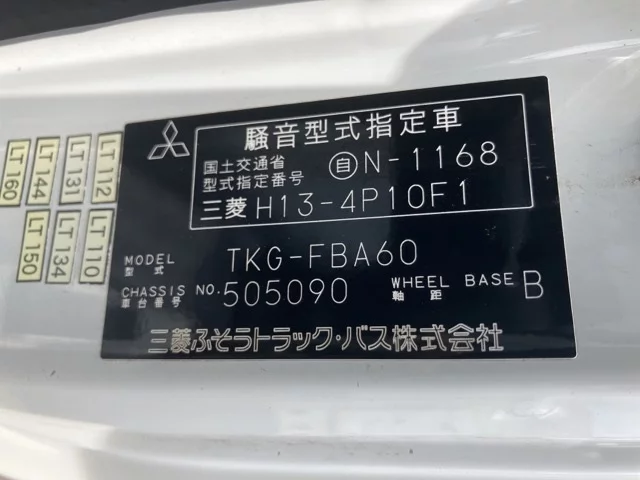 騒音型式指定車
国土交通省
型式指定番号 自N-1168
三菱 H13-4P10F1
MODEL
型式 TKG-FBA60
CHASSIS NO.
車台番号 505090 WHEEL BASE
軸距 B
三菱ふそうトラック・バス株式会社
LT 160
LT 144
LT 131
LT 112
LT 150
LT 134
LT 110